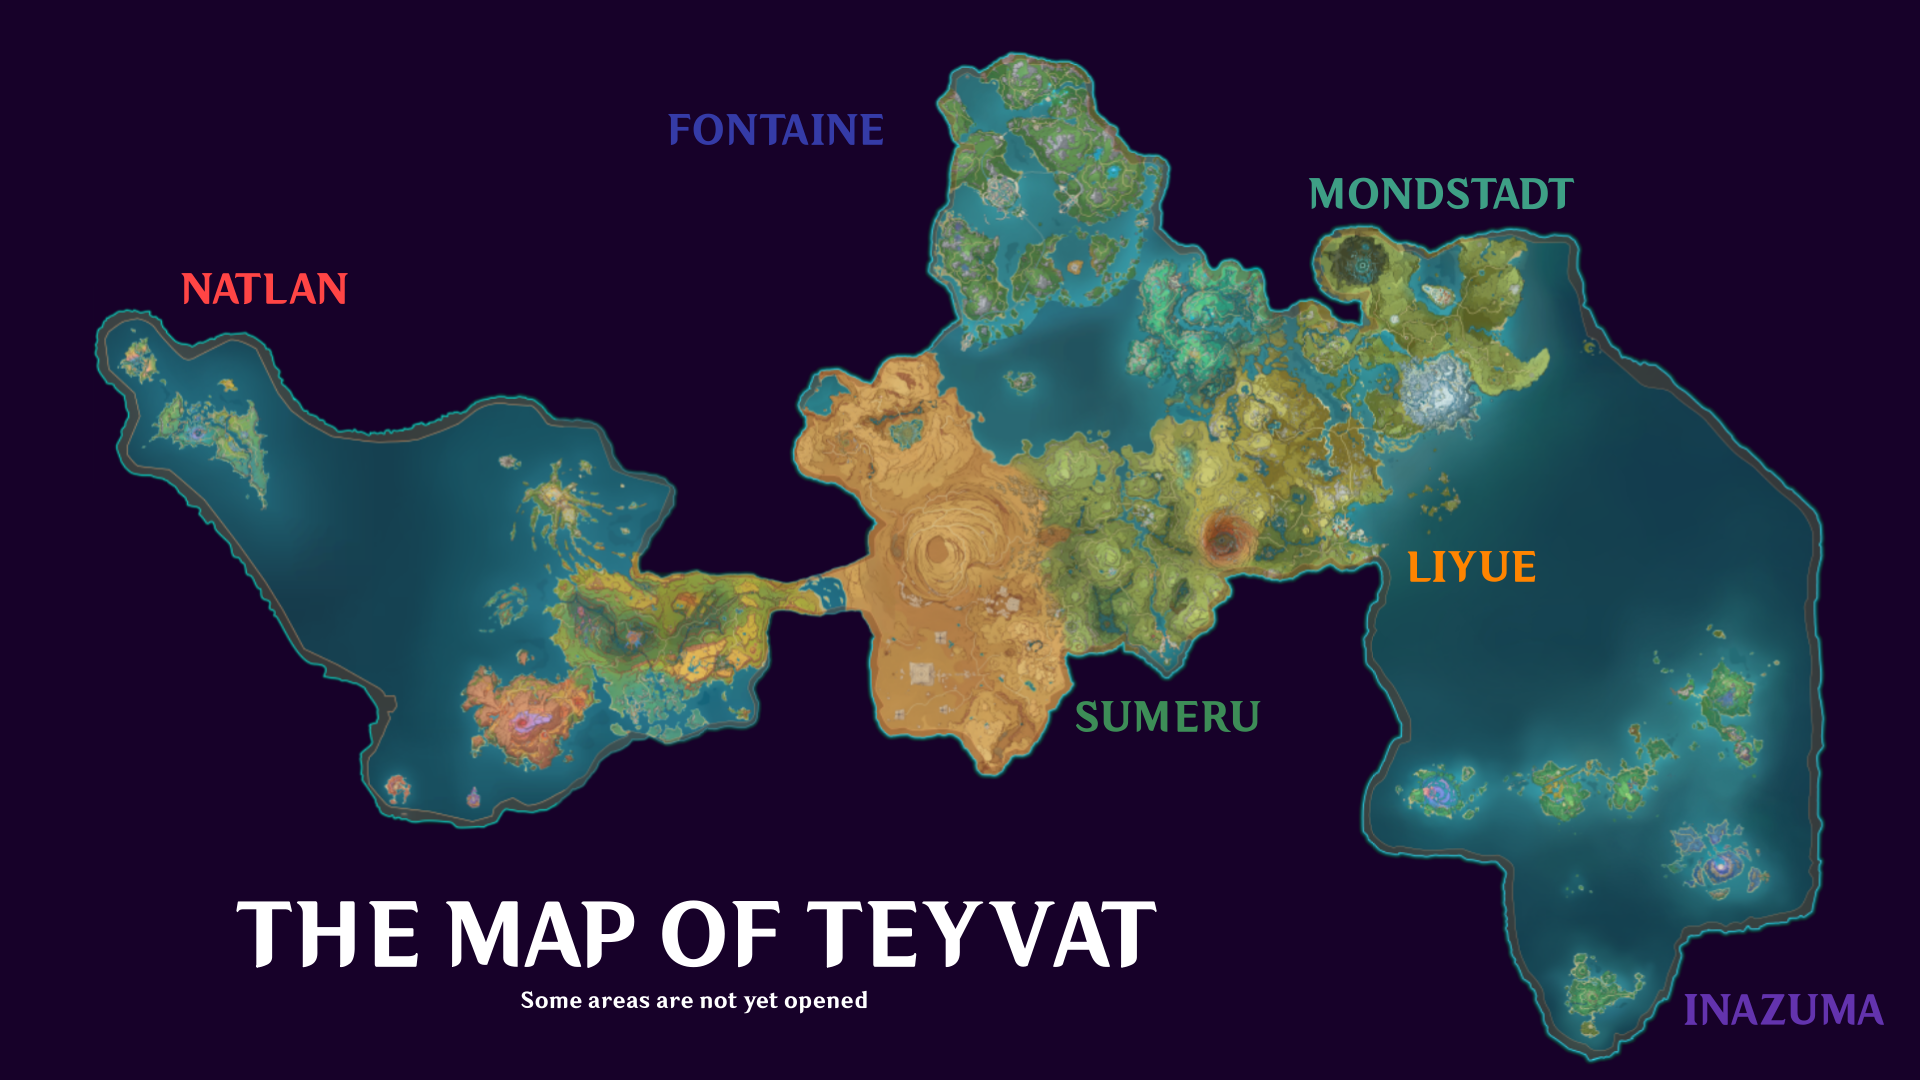 FONTAINE
MONDSTADT
NATLAN
LIYUE
SUMERU
THE MAP OF TEYVAT
Some areas are not yet opened
INAZUMA